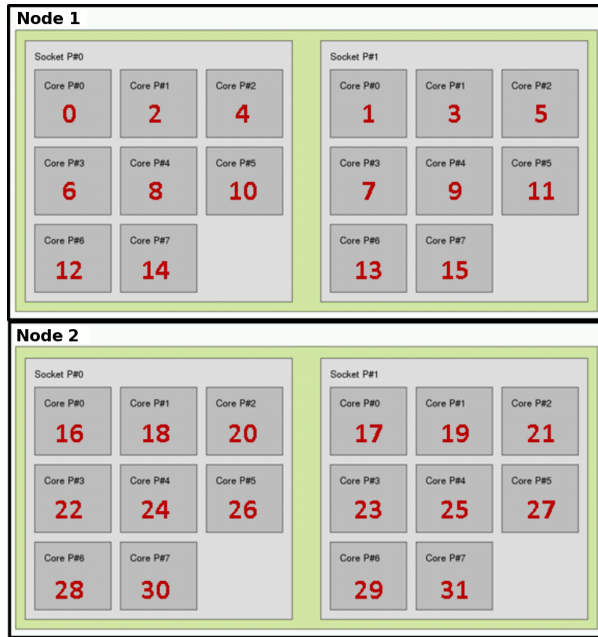 Node 1
Socket P#0
Core P#0 Core P#1 Core P#2
0 2 4
Core P#3 Core P#4 Core P#5
6 8 10
Core P#6 Core P#7
12 14
Socket P#1
Core P#0 Core P#1 Core P#2
1 3 5
Core P#3 Core P#4 Core P#5
7 9 11
Core P#6 Core P#7
13 15
Node 2
Socket P#0
Core P#0 Core P#1 Core P#2
16 18 20
Core P#3 Core P#4 Core P#5
22 24 26
Core P#6 Core P#7
28 30
Socket P#1
Core P#0 Core P#1 Core P#2
17 19 21
Core P#3 Core P#4 Core P#5
23 25 27
Core P#6 Core P#7
29 31